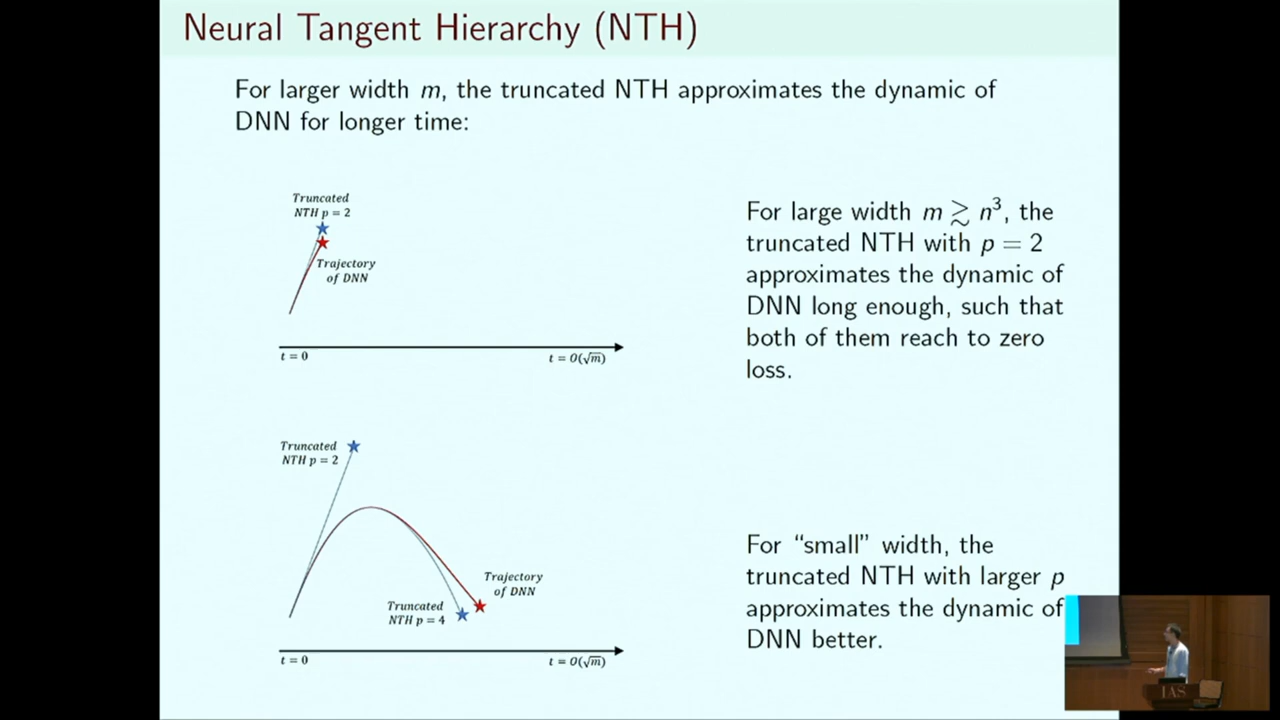 Neural Tangent Hierarchy (NTH)
For larger width m, the truncated NTH approximates the dynamic of
DNN for longer time:
Truncated
NTH p = 2
Trajectory
of DNN
t = 0
t = O(√m)
For large width m ≳ n³, the
truncated NTH with p = 2
approximates the dynamic of
DNN long enough, such that
both of them reach to zero
loss.
Truncated
NTH p = 2
Trajectory
of DNN
Truncated
NTH p = 4
t = 0
t = O(√m)
For “small” width, the
truncated NTH with larger p
approximates the dynamic of
DNN better.
IAS